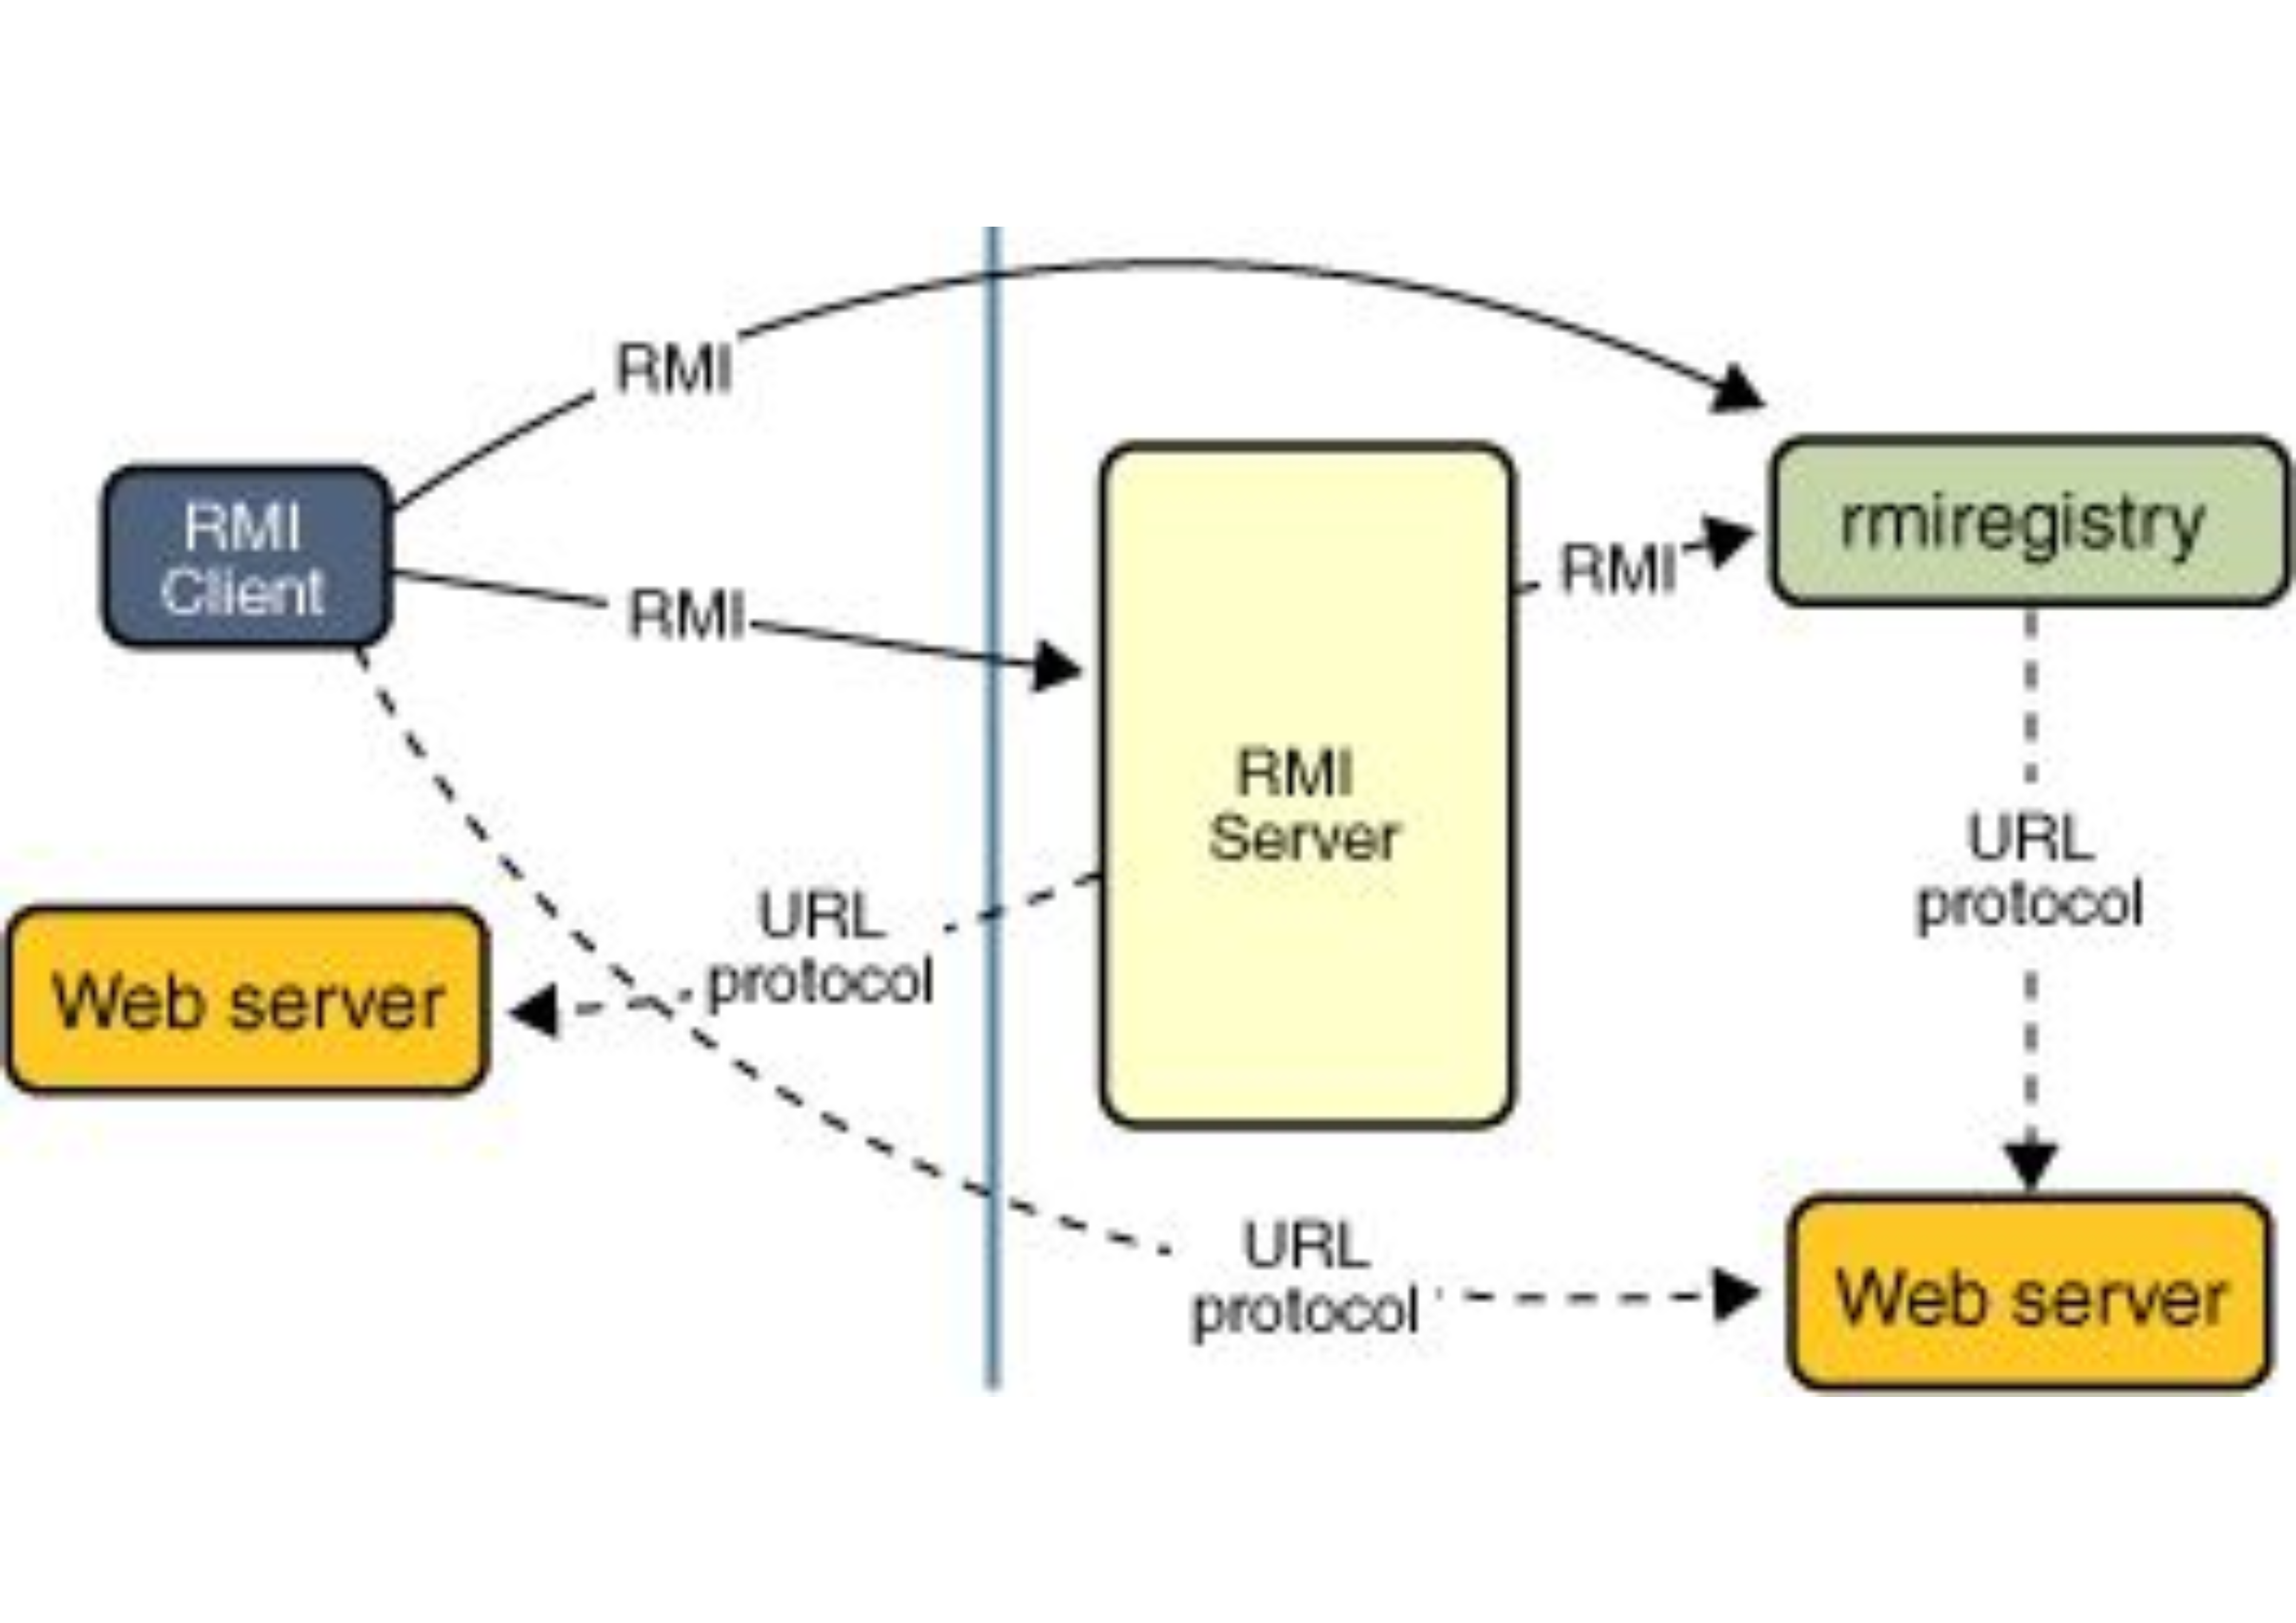 RMI
RMI
Client
RMI
RMI
rmiregistry
RMI
Server
URL
protocol
URL
protocol
Web server
URL
protocol
Web server